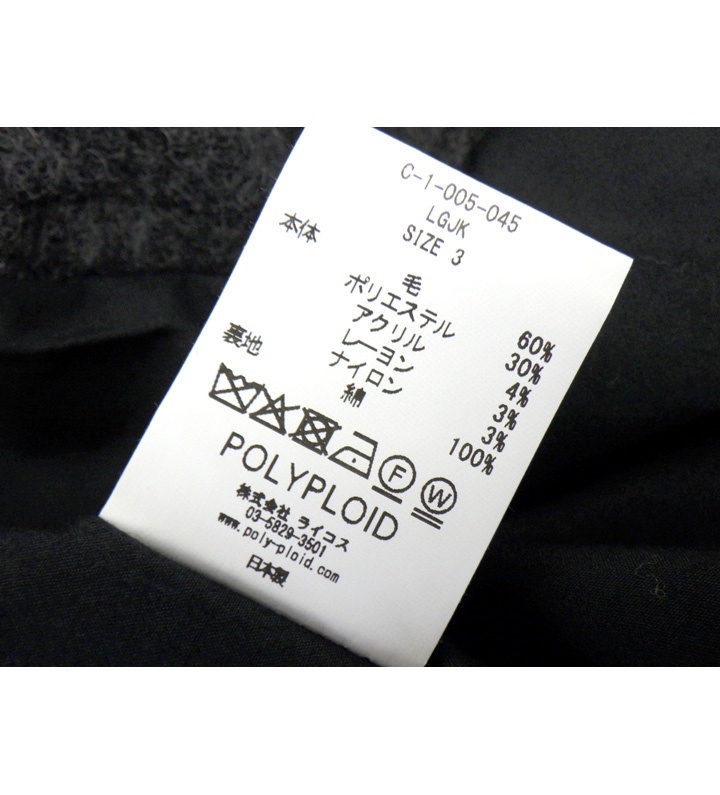 C-1-005-045
LGJK
SIZE 3
本体
毛 60%
ポリエステル 30%
アクリル 4%
レーヨン 3%
ナイロン 3%
裏地
綿 100%
F W
POLYPLOID
株式会社 ライコス
03-5829-3501
www.poly-ploid.com
日本製